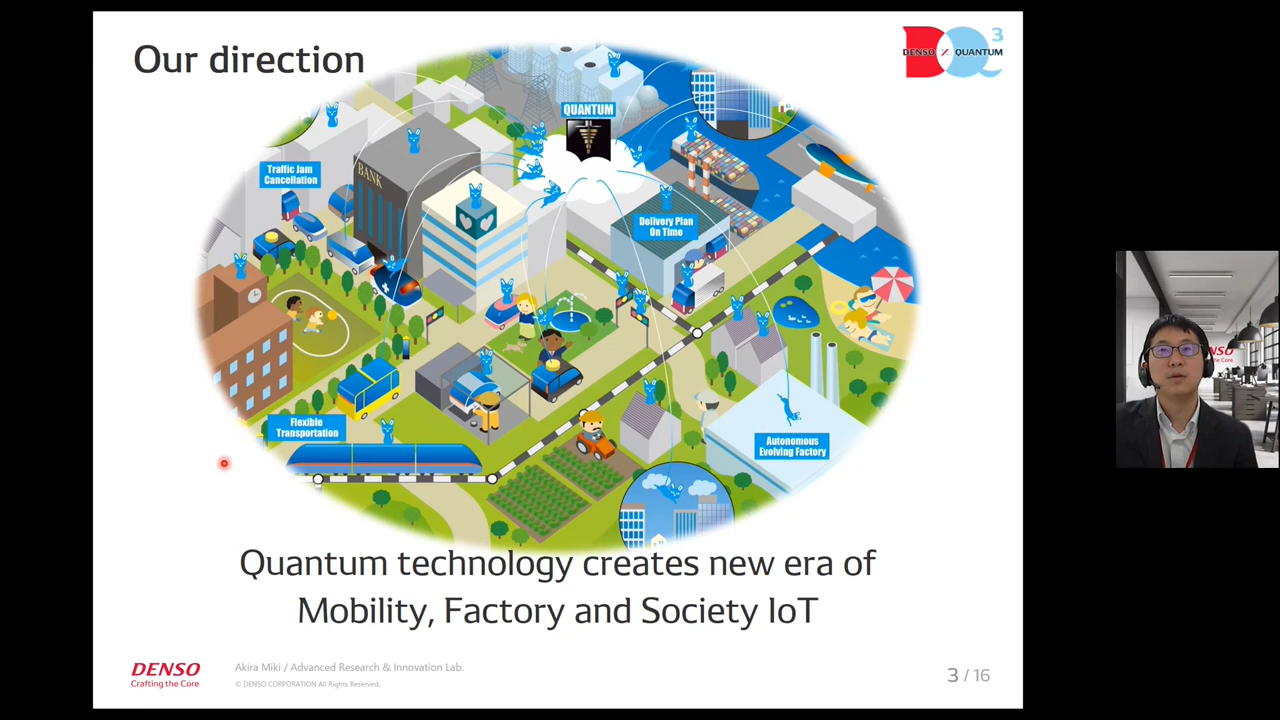 Our direction
3
DENSO X QUANTUM
QUANTUM
Traffic Jam
Cancellation
BANK
Delivery Plan
On Time
Flexible
Transportation
Autonomous
Evolving Factory
Quantum technology creates new era of
Mobility, Factory and Society IoT
DENSO
Crafting the Core
Akira Miki / Advanced Research & Innovation Lab.
© DENSO CORPORATION All Rights Reserved.
3 / 16